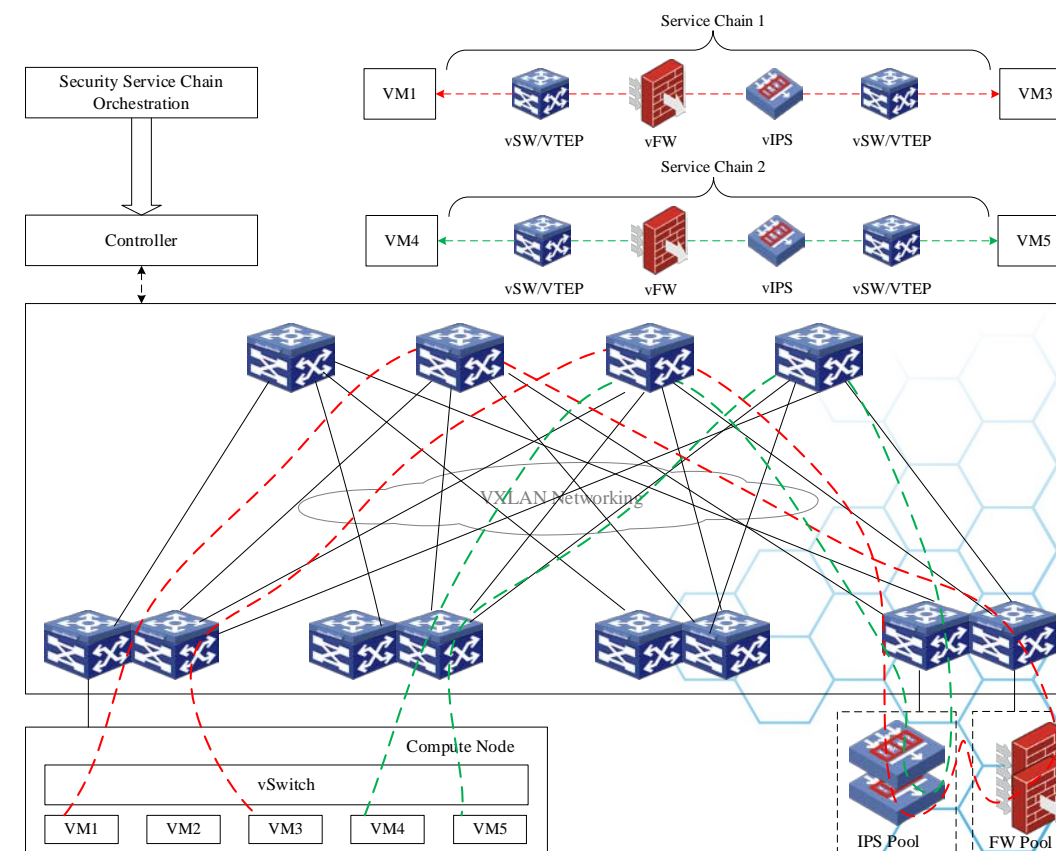 Service Chain 1
Security Service Chain
Orchestration
VM1
VM3
vSW/VTEP
vFW
vIPS
vSW/VTEP
Service Chain 2
Controller
VM4
VM5
vSW/VTEP
vFW
vIPS
vSW/VTEP
VXLAN Networking
Compute Node
vSwitch
VM1
VM2
VM3
VM4
VM5
IPS Pool
FW Pool